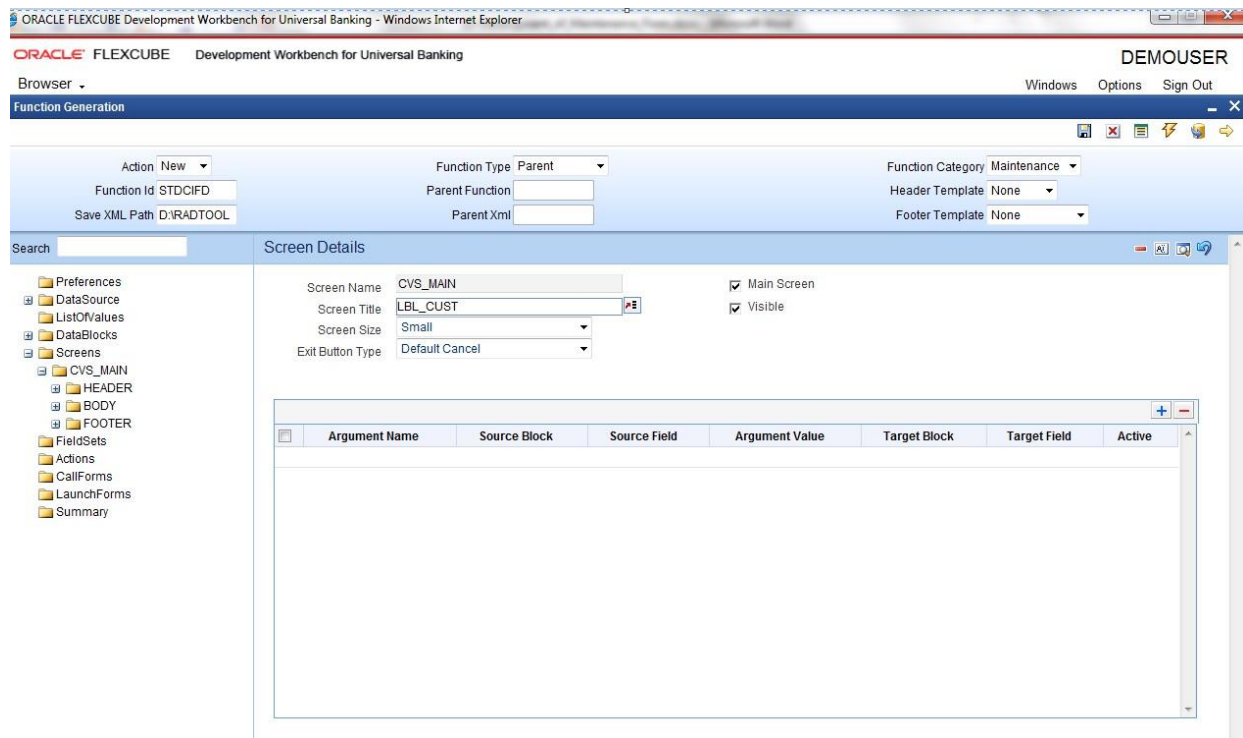 ORACLE FLEXCUBE Development Workbench for Universal Banking - Windows Internet Explorer
ORACLE FLEXCUBE Development Workbench for Universal Banking
DEMOUSER
Browser
Windows Options Sign Out
Function Generation
Action New Function Type Parent Function Category Maintenance
Function Id STDCIFD Parent Function Header Template None
Save XML Path D:\RADTOOL Parent Xml Footer Template None
Search
Screen Details
Preferences
DataSource
ListOfValues
DataBlocks
Screens
CVS_MAIN
HEADER
BODY
FOOTER
FieldSets
Actions
CallForms
LaunchForms
Summary
Screen Name CVS_MAIN Main Screen
Screen Title LBL_CUST Visible
Screen Size Small
Exit Button Type Default Cancel
Argument Name Source Block Source Field Argument Value Target Block Target Field Active